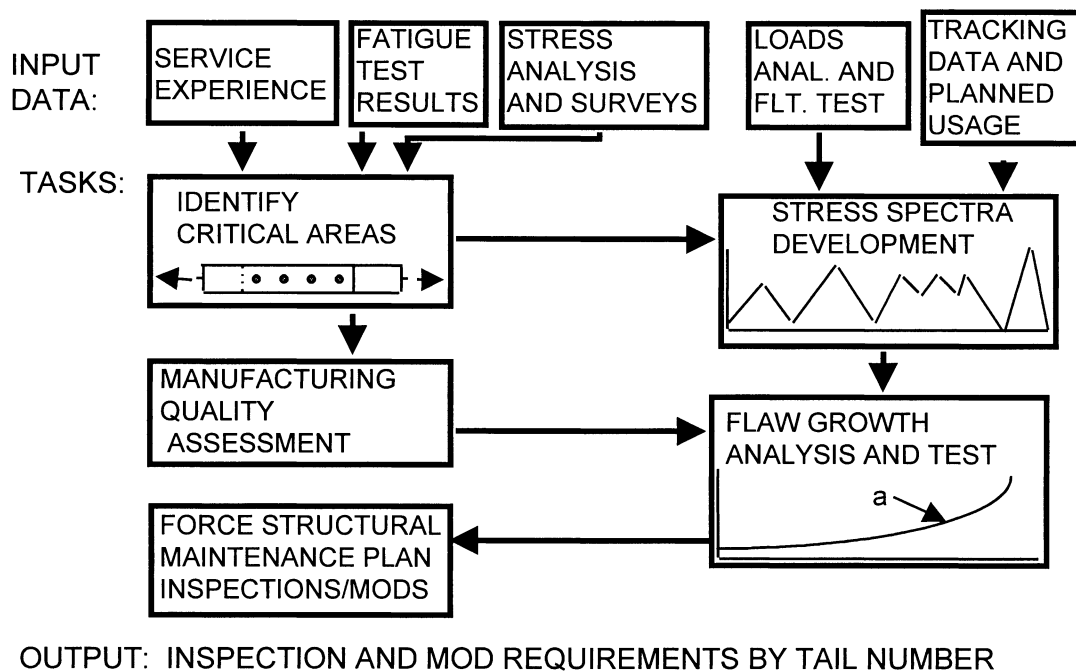 INPUT
DATA:
SERVICE
EXPERIENCE
FATIGUE
TEST
RESULTS
STRESS
ANALYSIS
AND SURVEYS
LOADS
ANAL. AND
FLT. TEST
TRACKING
DATA AND
PLANNED
USAGE
TASKS:
IDENTIFY
CRITICAL AREAS
STRESS SPECTRA
DEVELOPMENT
MANUFACTURING
QUALITY
ASSESSMENT
FLAW GROWTH
ANALYSIS AND TEST
a
FORCE STRUCTURAL
MAINTENANCE PLAN
INSPECTIONS/MODS
OUTPUT: INSPECTION AND MOD REQUIREMENTS BY TAIL NUMBER